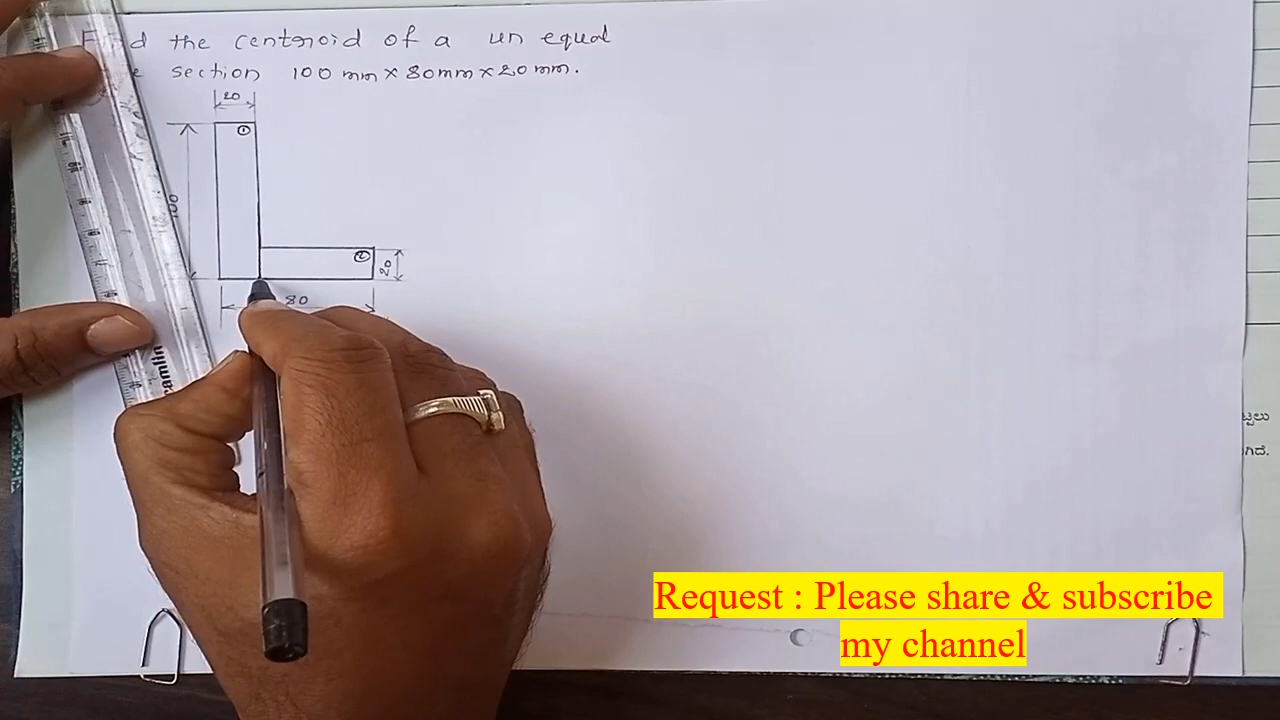 the centroid of a un equal
section 100 mm × 80mm × 20 mm.
20
①
100
②
20
80
Request : Please share & subscribe
my channel